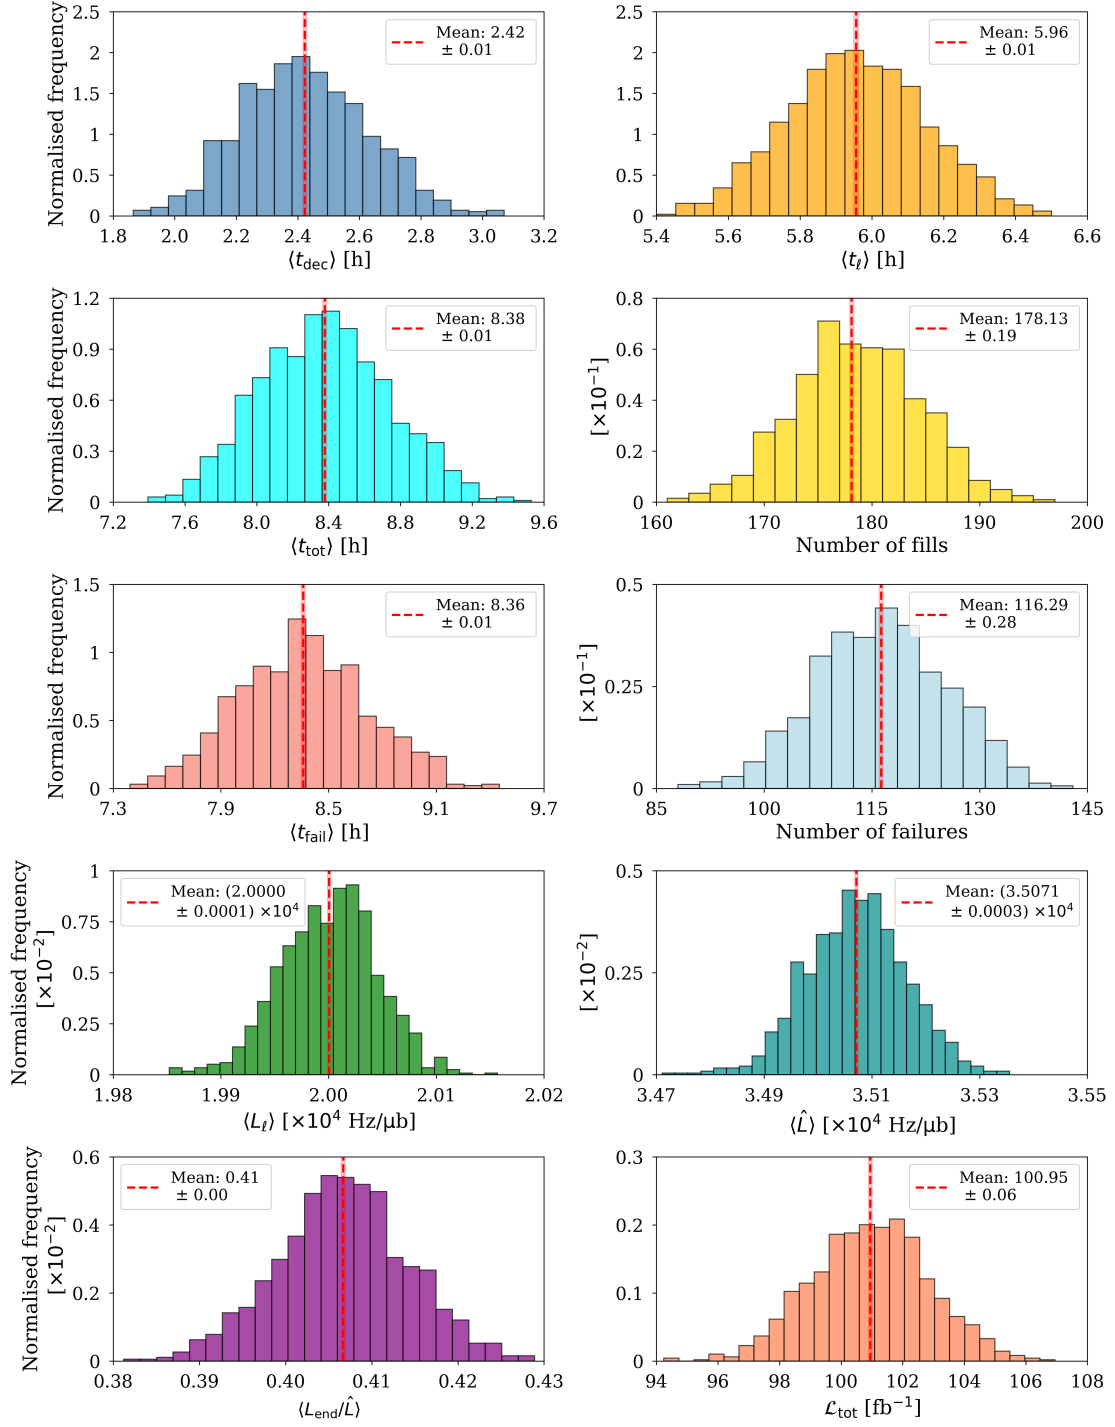 Normalised frequency
2.5
2
1.5
1
0.5
0
1.8 2.0 2.2 2.4 2.6 2.8 3.0 3.2
⟨t_dec⟩ [h]
Mean: 2.42
± 0.01
2.5
2
1.5
1
0.5
0
5.4 5.6 5.8 6.0 6.2 6.4 6.6
⟨t_ℓ⟩ [h]
Mean: 5.96
± 0.01
Normalised frequency
1.2
0.9
0.6
0.3
0
7.2 7.6 8.0 8.4 8.8 9.2 9.6
⟨t_tot⟩ [h]
Mean: 8.38
± 0.01
[×10⁻¹]
0.8
0.6
0.4
0.2
0
160 170 180 190 200
Number of fills
Mean: 178.13
± 0.19
Normalised frequency
1.5
1
0.5
0
7.3 7.9 8.5 9.1 9.7
⟨t_fail⟩ [h]
Mean: 8.36
± 0.01
[×10⁻¹]
0.5
0.25
0
85 100 115 130 145
Number of failures
Mean: 116.29
± 0.28
Normalised frequency
[×10⁻²]
1
0.75
0.5
0.25
0
1.98 1.99 2.00 2.01 2.02
⟨L_ℓ⟩ [×10⁴ Hz/μb]
Mean: (2.0000
± 0.0001) ×10⁴
[×10⁻²]
0.5
0.25
0
3.47 3.49 3.51 3.53 3.55
⟨L̂⟩ [×10⁴ Hz/μb]
Mean: (3.5071
± 0.0003) ×10⁴
Normalised frequency
[×10⁻²]
0.6
0.4
0.2
0
0.38 0.39 0.40 0.41 0.42 0.43
⟨L_end/L̂⟩
Mean: 0.41
± 0.00
0.3
0.2
0.1
0
94 96 98 100 102 104 106 108
ℒ_tot [fb⁻¹]
Mean: 100.95
± 0.06